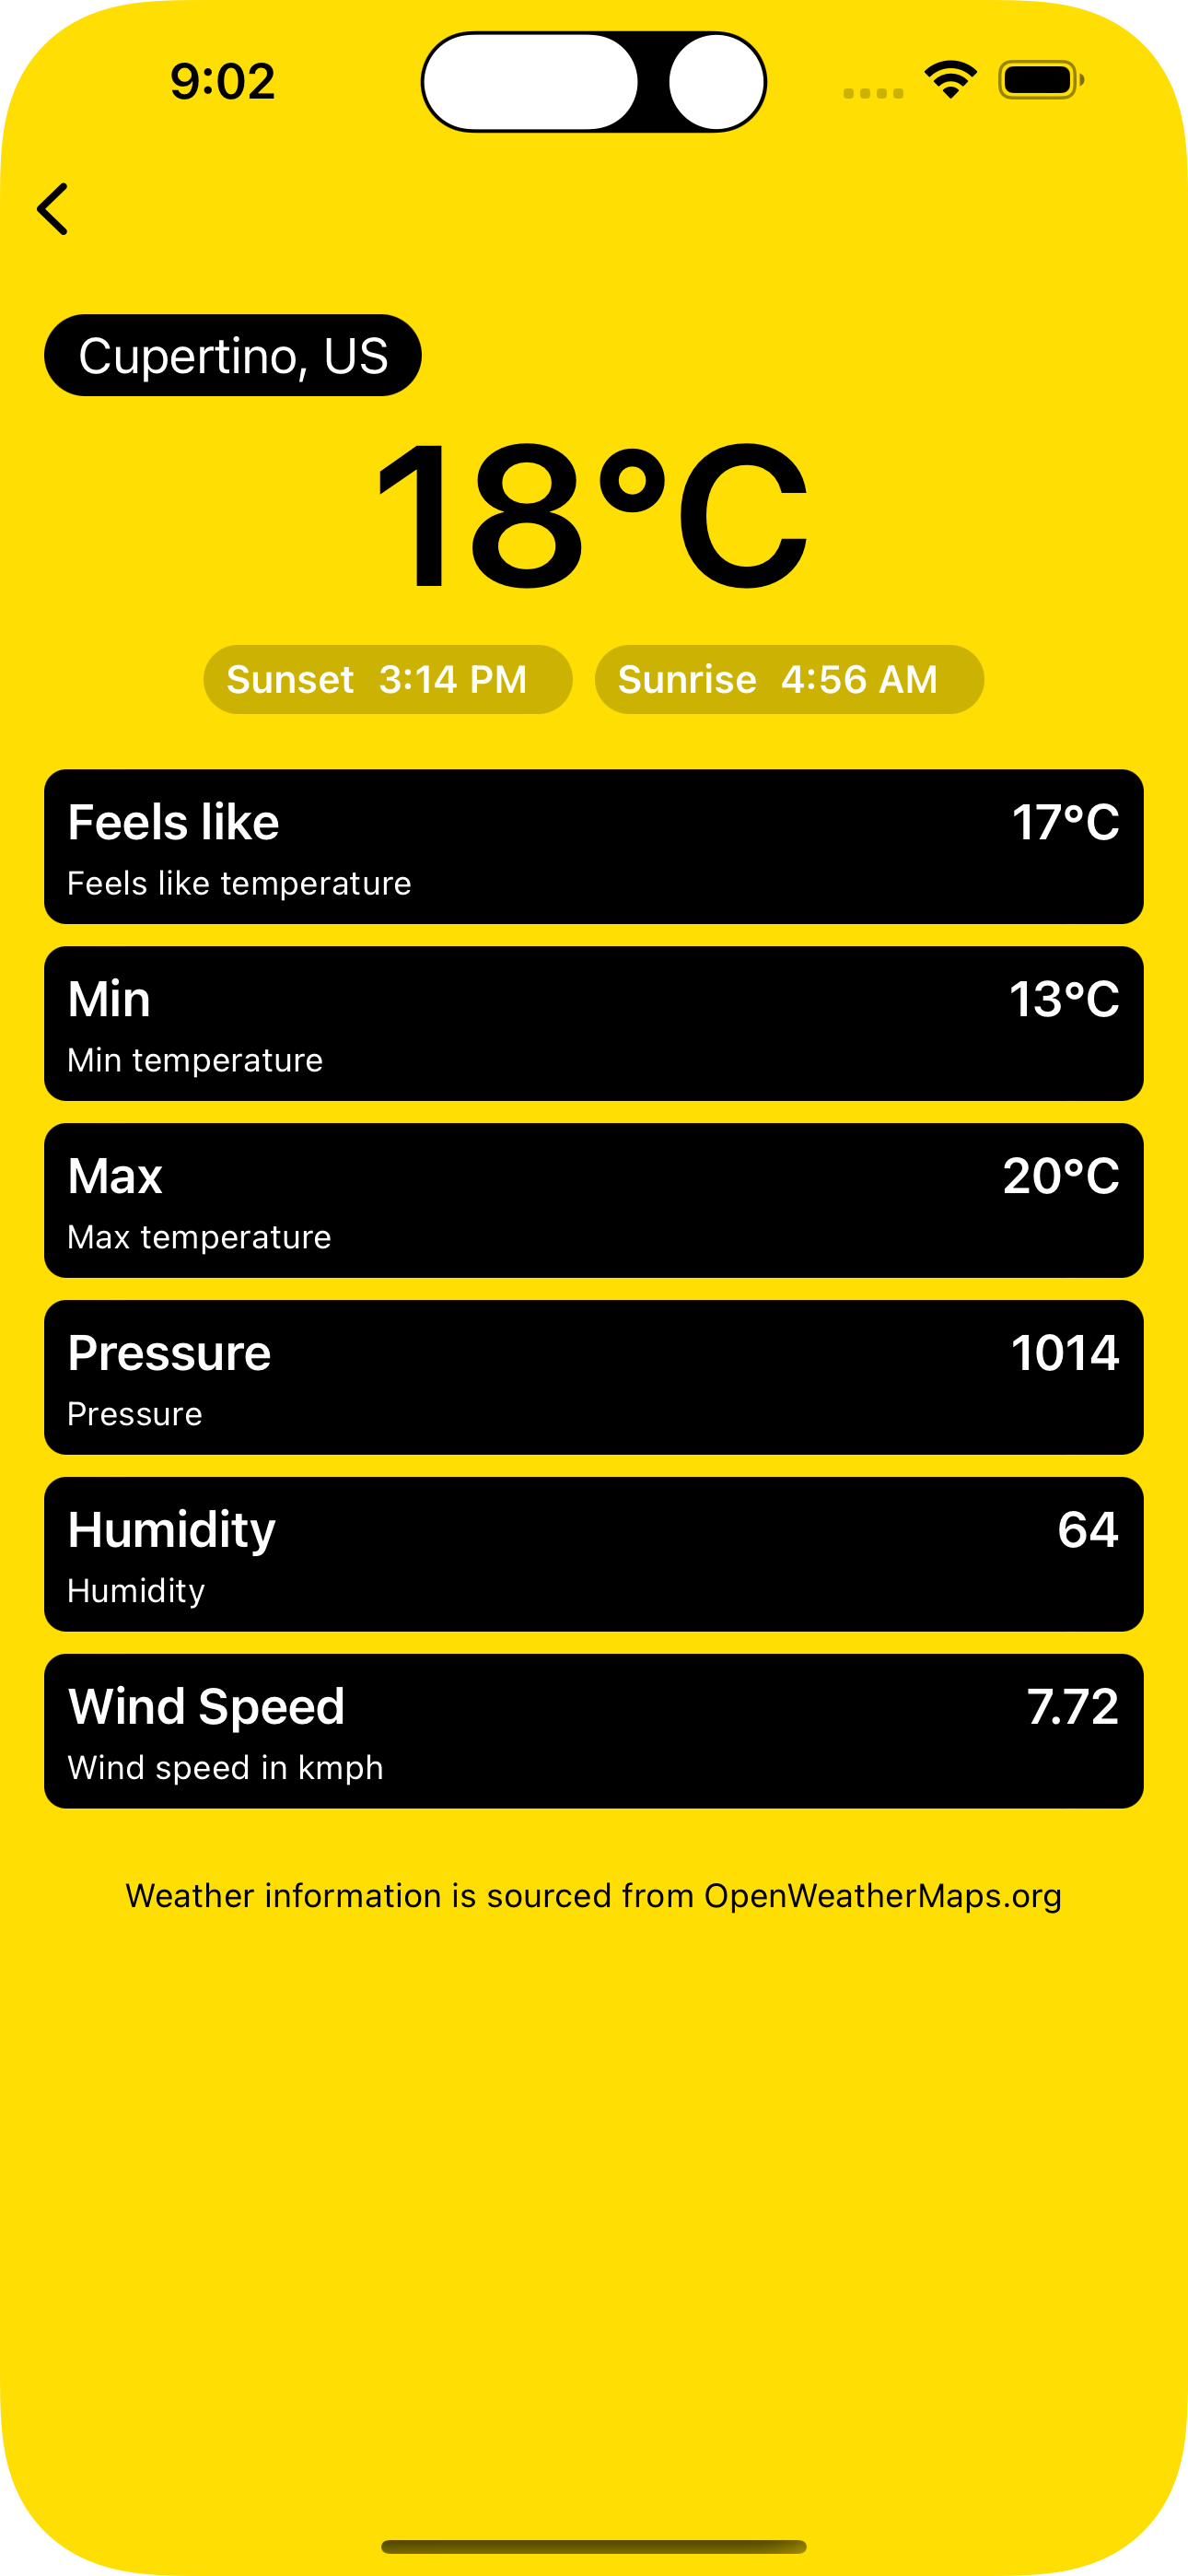 9:02
Cupertino, US
18°C
Sunset 3:14 PM Sunrise 4:56 AM
Feels like 17°C
Feels like temperature
Min 13°C
Min temperature
Max 20°C
Max temperature
Pressure 1014
Pressure
Humidity 64
Humidity
Wind Speed 7.72
Wind speed in kmph
Weather information is sourced from OpenWeatherMaps.org